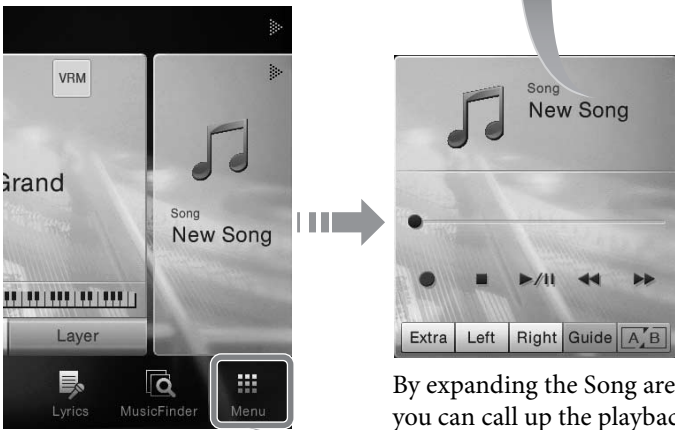 VRM
Grand
Song
New Song
Layer
Lyrics
MusicFinder
Menu
Song
New Song
Extra
Left
Right
Guide
A B
By expanding the Song are
you can call up the playbac